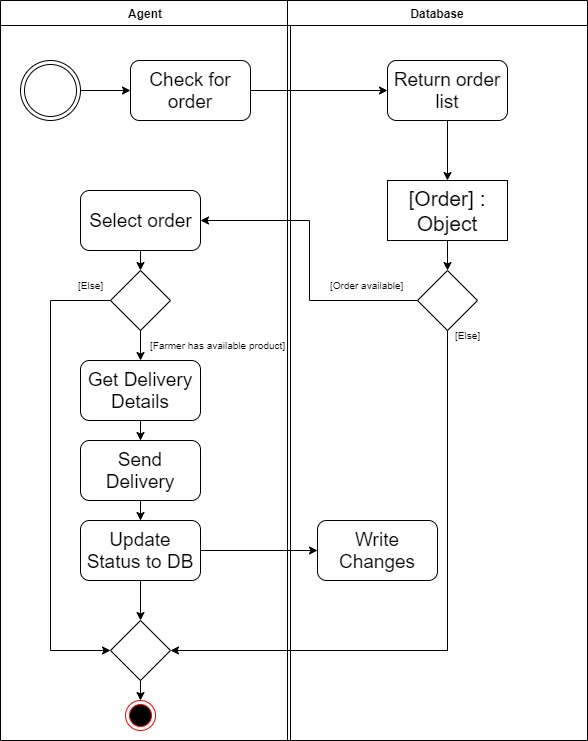 Agent
Database
Check for
order
Return order
list
[Order] :
Object
Select order
[Else]
[Order available]
[Else]
[Farmer has available product]
Get Delivery
Details
Send
Delivery
Update
Status to DB
Write
Changes